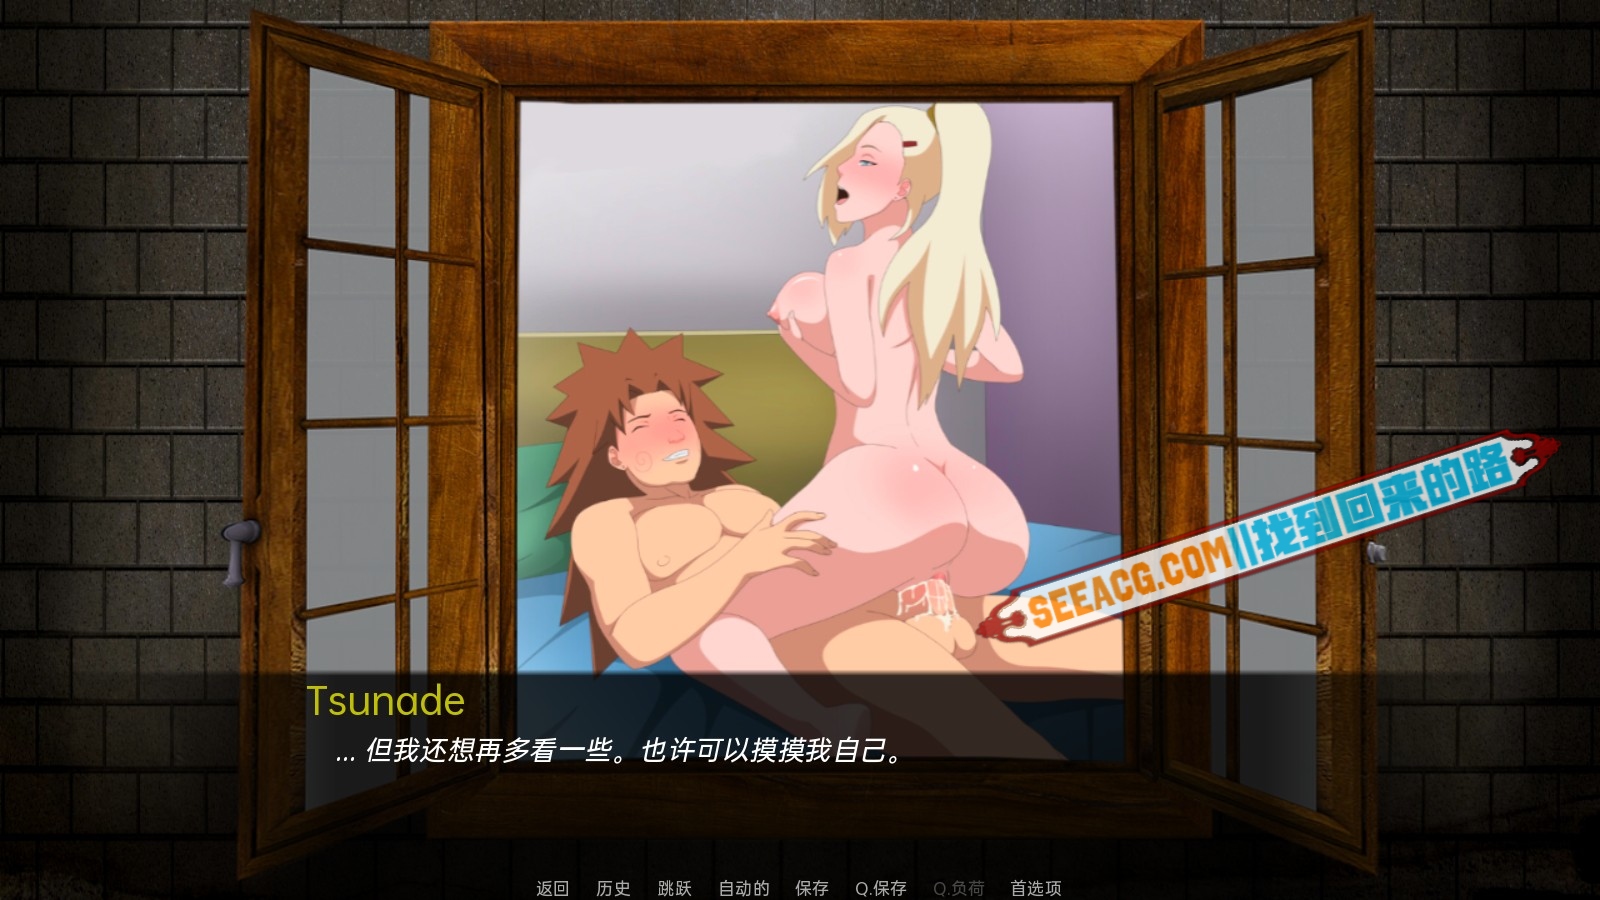 SEEACG.COM||找到回来的路
Tsunade
... 但我还想再多看一些。也许可以摸摸我自己。
返回 历史 跳跃 自动的 保存 Q.保存 Q.负荷 首选项